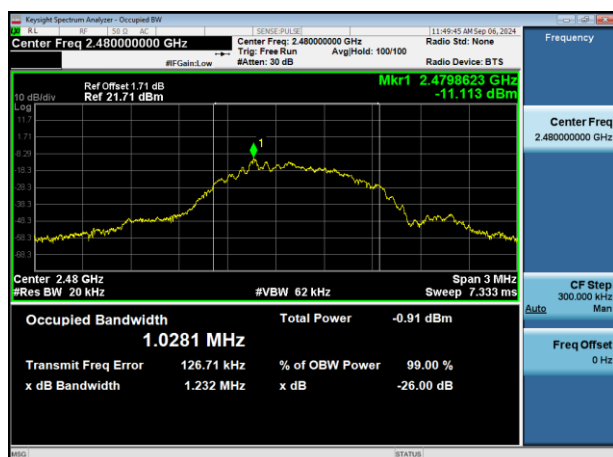 Keysight Spectrum Analyzer - Occupied BW
RL RF 50 Ω AC SENSE:PULSE 11:49:45 AM Sep 06, 2024
Center Freq 2.480000000 GHz
Center Freq: 2.480000000 GHz
Radio Std: None
Trig: Free Run Avg|Hold: 100/100
#IFGain:Low #Atten: 30 dB Radio Device: BTS
Frequency
Mkr1 2.4798623 GHz
-11.113 dBm
Ref Offset 1.71 dB
10 dB/div Ref 21.71 dBm
Log
11.7
1.71
-8.29
-18.3
-28.3
-38.3
-48.3
-58.3
-68.3
1
Center 2.48 GHz Span 3 MHz
#Res BW 20 kHz #VBW 62 kHz Sweep 7.333 ms
Occupied Bandwidth Total Power -0.91 dBm
1.0281 MHz
Transmit Freq Error 126.71 kHz % of OBW Power 99.00 %
x dB Bandwidth 1.232 MHz x dB -26.00 dB
Center Freq
2.480000000 GHz
CF Step
300.000 kHz
Auto Man
Freq Offset
0 Hz
MSG STATUS